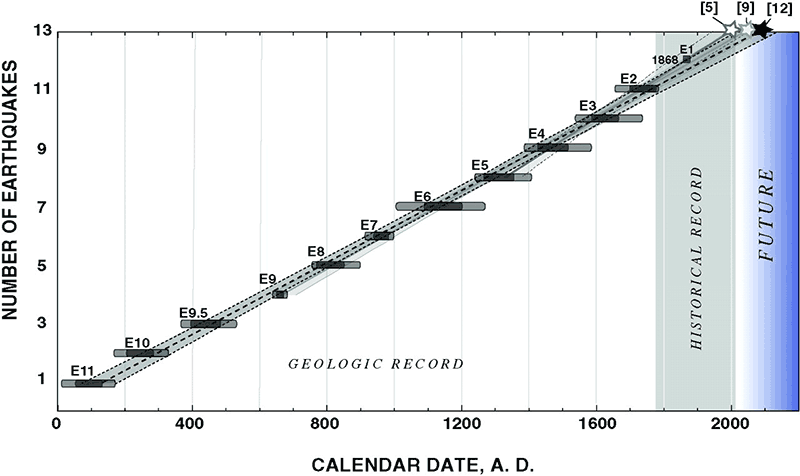 [5] [9] [12]
NUMBER OF EARTHQUAKES
13
11
9
7
5
3
1
E1
1868
E2
E3
E4
E5
E6
E7
E8
E9
E9.5
E10
E11
GEOLOGIC RECORD
HISTORICAL RECORD
FUTURE
0 400 800 1200 1600 2000
CALENDAR DATE, A. D.